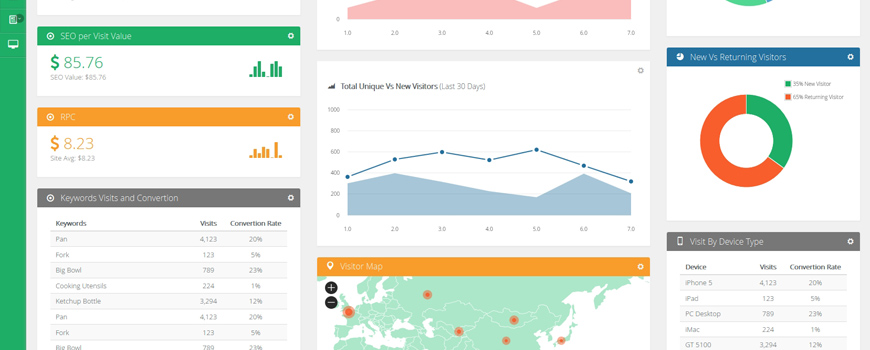 SEO per Visit Value
$ 85.76
SEO Value: $85.76
RPC
$ 8.23
Site Avg: $8.23
Keywords Visits and Convertion
Keywords Visits Convertion Rate
Pan 4,123 20%
Fork 123 5%
Big Bowl 789 23%
Cooking Utensils 224 1%
Ketchup Bottle 3,294 12%
Pan 4,123 20%
Fork 123 5%
Big Bowl 789 23%
0
1.0 2.0 3.0 4.0 5.0 6.0 7.0
Total Unique Vs New Visitors (Last 30 Days)
1000
800
600
400
200
0
1.0 2.0 3.0 4.0 5.0 6.0 7.0
Visitor Map
+
−
New Vs Returning Visitors
35% New Visitor
65% Returning Visitor
Visit By Device Type
Device Visits Convertion Rate
iPhone 5 4,123 20%
iPad 123 5%
PC Desktop 789 23%
iMac 224 1%
GT 5100 3,294 12%